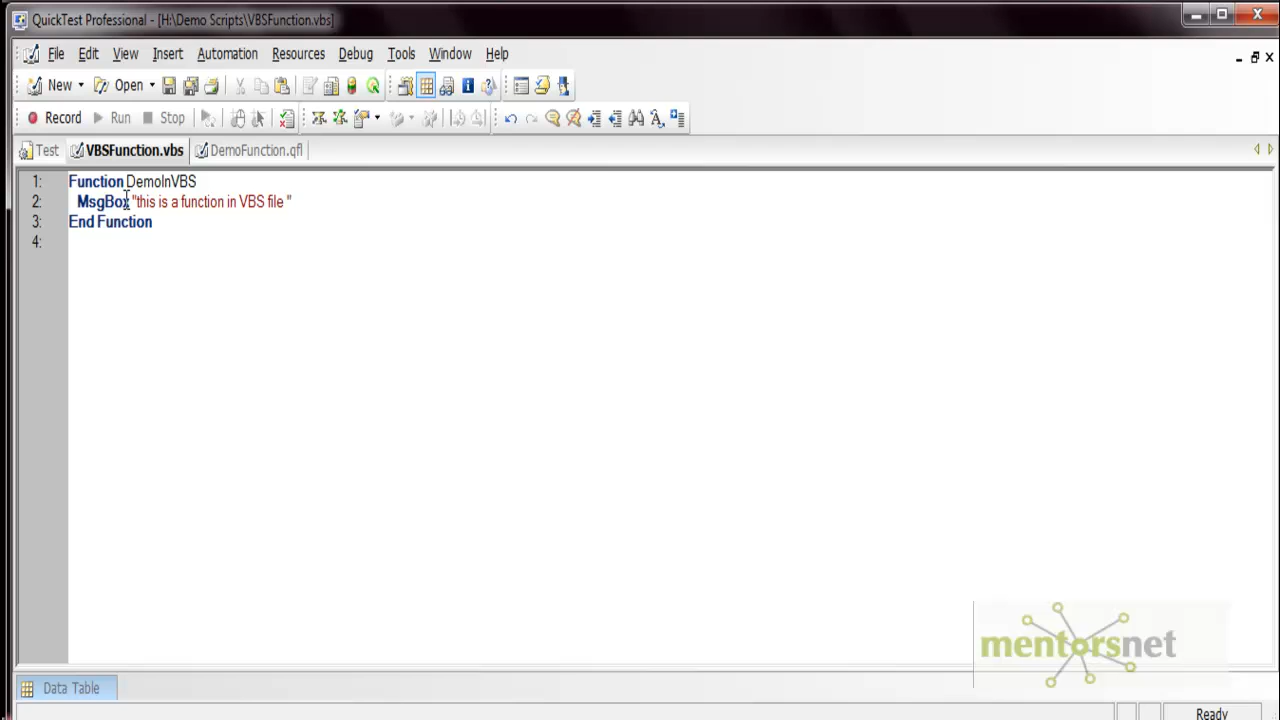 QuickTest Professional - [H:\Demo Scripts\VBSFunction.vbs]
File Edit View Insert Automation Resources Debug Tools Window Help
New Open
Record Run Stop
Test VBSFunction.vbs DemoFunction.qfl
1: Function DemoInVBS
2: MsgBox "this is a function in VBS file "
3: End Function
4:
mentorsnet
Data Table
Ready